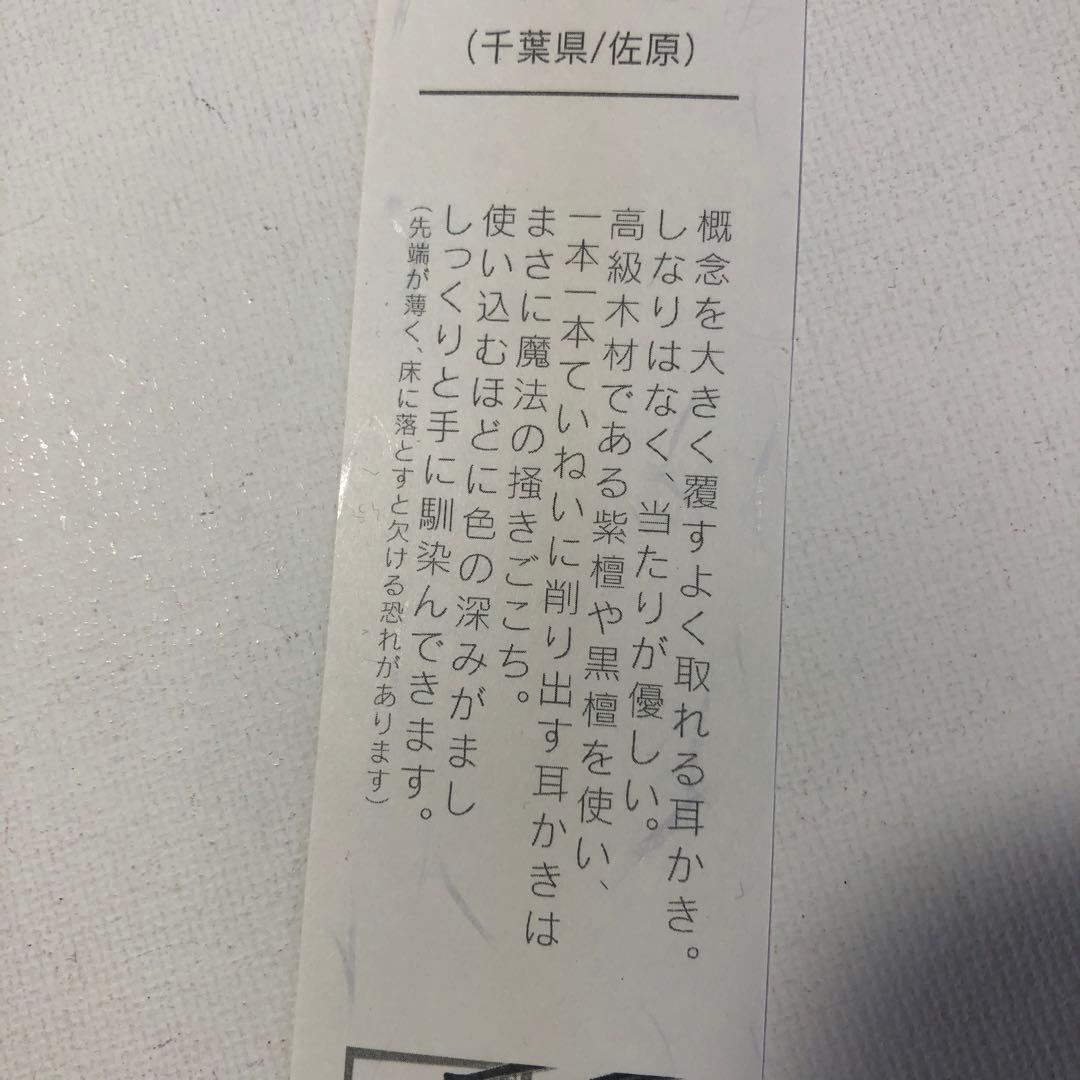 (千葉県/佐原)
概念を大きく覆すよく取れる耳かき。
しなりはなく、当たりが優しい。
高級木材である紫檀や黒檀を使い、
一本一本ていねいに削り出す耳かきは
まさに魔法の掻きごこち。
使い込むほどに色の深みがまし
しっくりと手に馴染んできます。
(先端が薄く、床に落とすと欠ける恐れがあります)